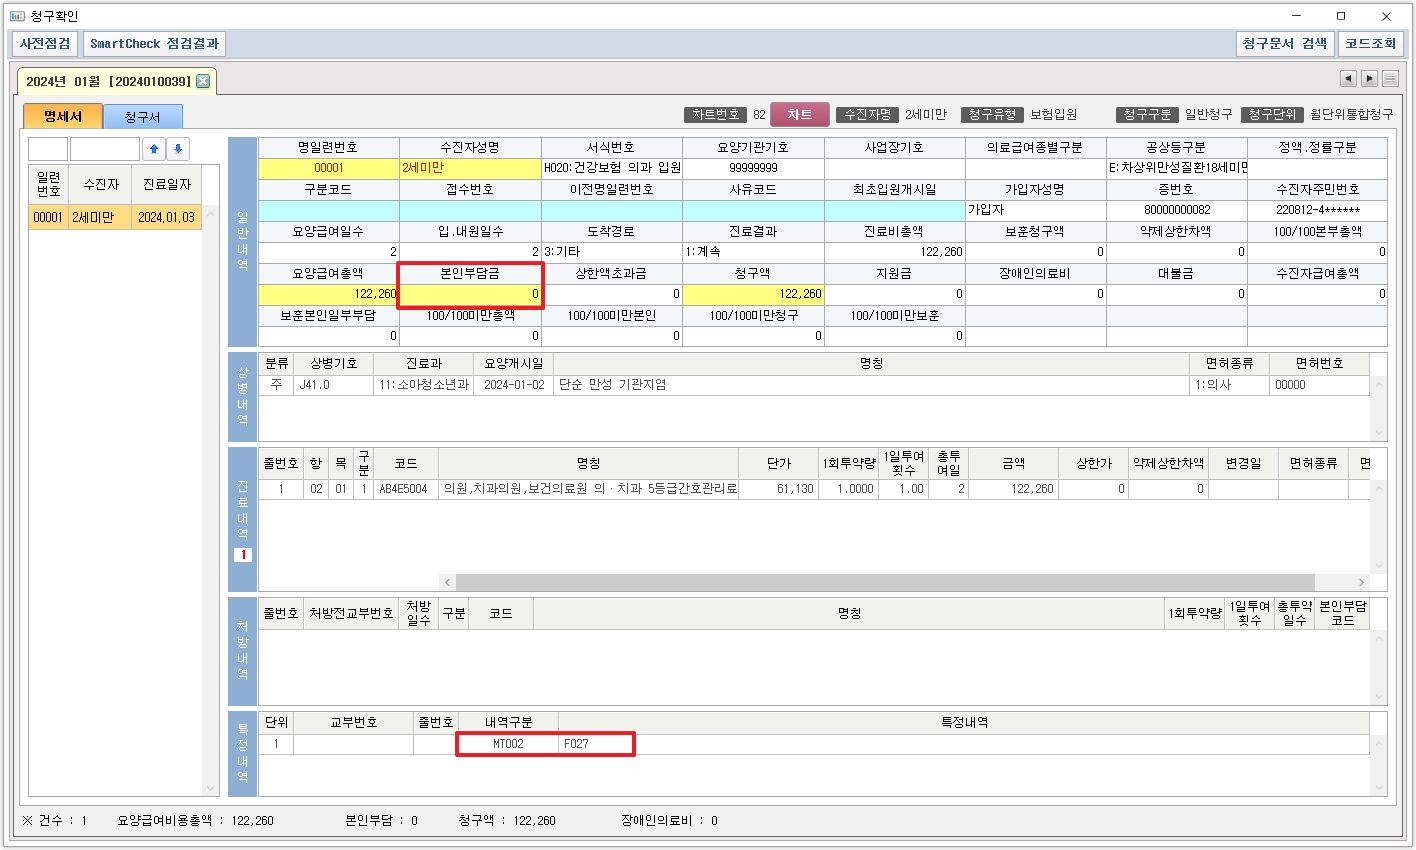 청구확인
사전점검 SmartCheck 점검결과 청구문서 검색 코드조회
2024년 01월 [2024010039]
명세서 청구서 차트번호 82 차트 수진자명 2세미만 청구유형 보험입원 청구구분 일반청구 청구단위 월단위통합청구
일련번호 수진자 진료일자
00001 2세미만 2024.01.03
일반내역
명일련번호 수진자성명 서식번호 요양기관기호 사업장기호 의료급여종별구분 공상등구분 정액.정률구분
00001 2세미만 H020:건강보험 의과 입원 99999999 E:차상위만성질환18세미만
구분코드 접수번호 이전명일련번호 사유코드 최초입원개시일 가입자성명 증번호 수진자주민번호
가입자 80000000082 220812-4******
요양급여일수 입.내원일수 도착경로 진료결과 진료비총액 보훈청구액 약제상한차액 100/100본부총액
2 2 3:기타 1:계속 122,260 0 0 0
요양급여총액 본인부담금 상한액초과금 청구액 지원금 장애인의료비 대불금 수진자급여총액
122,260 0 0 122,260 0 0 0 0
보훈본인일부부담 100/100미만총액 100/100미만본인 100/100미만청구 100/100미만보훈
0 0 0 0 0
상병내역
분류 상병기호 진료과 요양개시일 명칭 면허종류 면허번호
주 J41.0 11:소아청소년과 2024-01-02 단순 만성 기관지염 1:의사 00000
진료내역
1
줄번호 항 목 구분 코드 명칭 단가 1회투약량 1일투여횟수 총투여일 금액 상한가 약제상한차액 변경일 면허종류 면
1 02 01 1 AB4E5004 의원,치과의원,보건의료원 의·치과 5등급간호관리료 61,130 1.0000 1.00 2 122,260 0 0
처방내역
줄번호 처방전교부번호 처방일수 구분 코드 명칭 1회투약량 1일투여횟수 총투약일수 본인부담코드
특정내역
단위 교부번호 줄번호 내역구분 특정내역
1 MT002 F027
※ 건수 : 1 요양급여비용총액 : 122,260 본인부담 : 0 청구액 : 122,260 장애인의료비 : 0